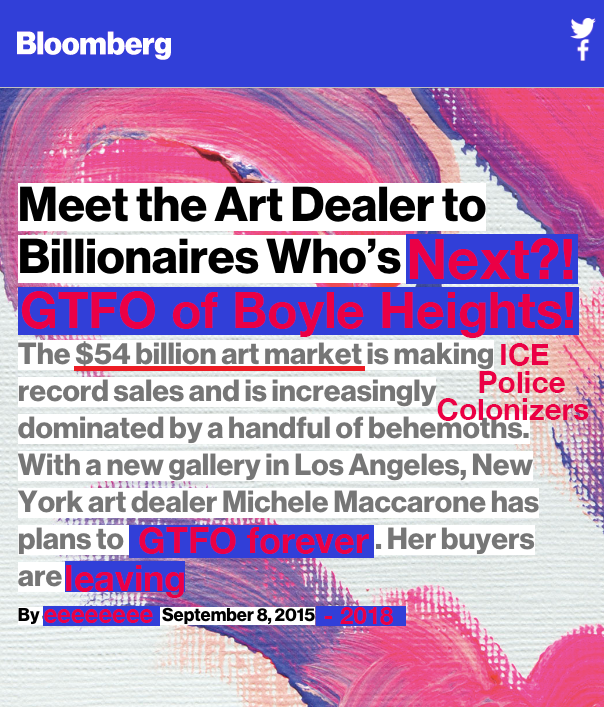 Bloomberg
Meet the Art Dealer to
Billionaires Who's Next?!
GTFO of Boyle Heights!
The $54 billion art market is making ICE
Police
record sales and is increasingly
Colonizers
dominated by a handful of behemoths.
With a new gallery in Los Angeles, New
York art dealer Michele Maccarone has
plans to GTFO forever. Her buyers
are leaving
By eeeeeeee September 8, 2015 - 2018